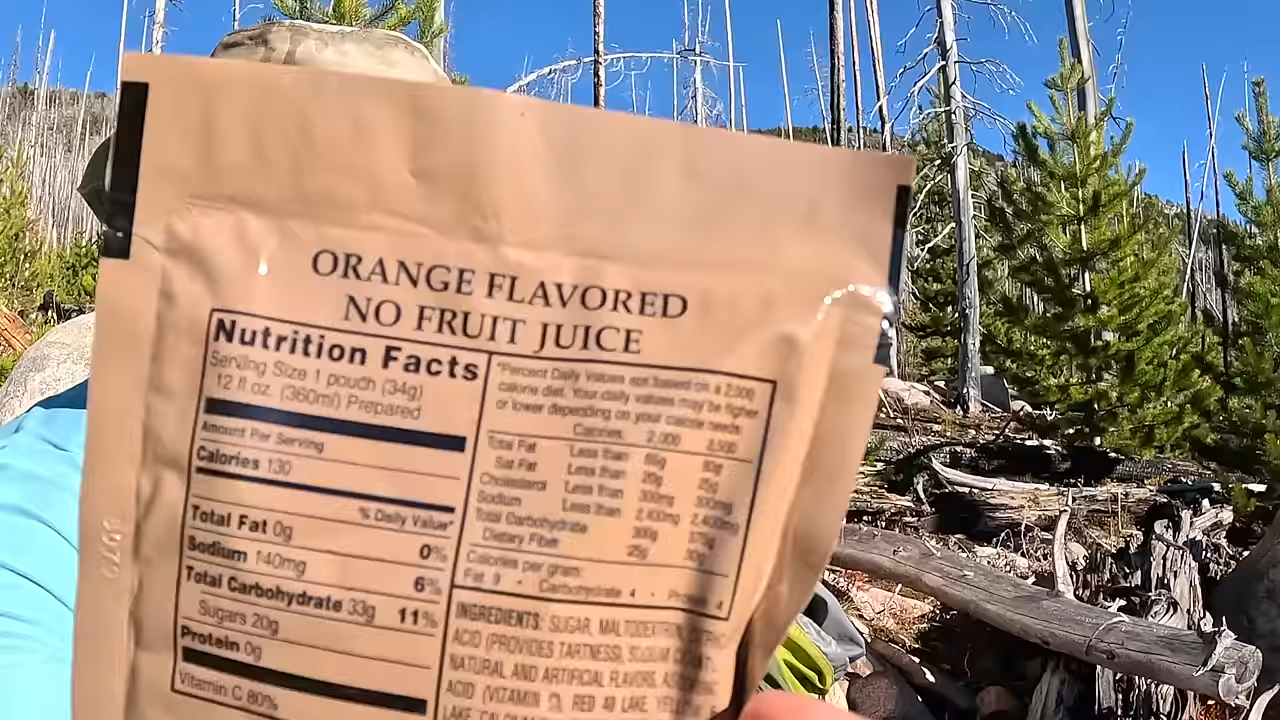 ORANGE FLAVORED
NO FRUIT JUICE
Nutrition Facts
Serving Size 1 pouch (34g)
12 fl.oz. (360ml) Prepared
Amount Per Serving
Calories 130
% Daily Value*
Total Fat 0g 0%
Sodium 140mg 6%
Total Carbohydrate 33g 11%
Sugars 20g
Protein 0g
Vitamin C 80%
*Percent Daily Values are based on a 2,000
calorie diet. Your daily values may be higher
or lower depending on your calorie needs
Calories: 2,000 2,500
Total Fat Less than 65g 80g
Sat Fat Less than 20g 25g
Cholesterol Less than 300mg 300mg
Sodium Less than 2,400mg 2,400mg
Total Carbohydrate 300g 375g
Dietary Fiber 25g 30g
Calories per gram:
Fat 9 • Carbohydrate 4 • 4
INGREDIENTS: SUGAR, MALTODEXTRIN,
ACID (PROVIDES TARTNESS), SODIUM
NATURAL AND ARTIFICIAL FLAVORS,
ACID (VITAMIN C), RED 40 LAKE,
LAKE,